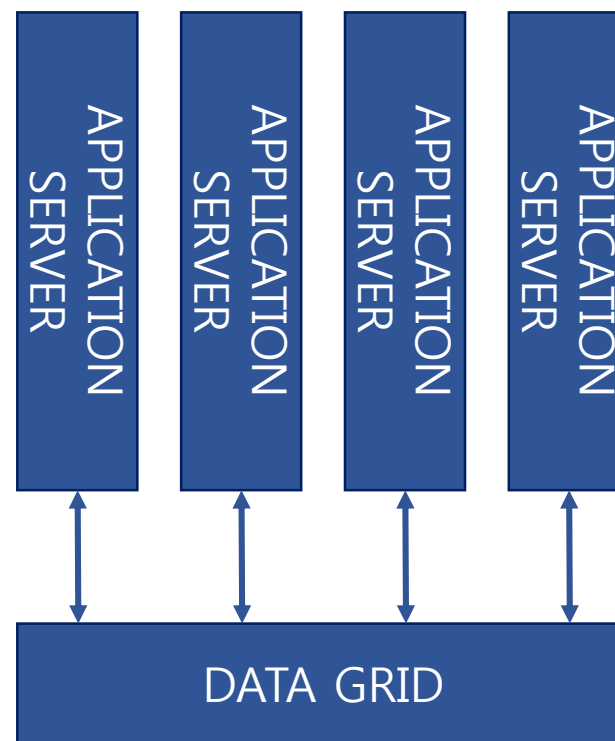 APPLICATION
SERVER
APPLICATION
SERVER
APPLICATION
SERVER
APPLICATION
SERVER
DATA GRID